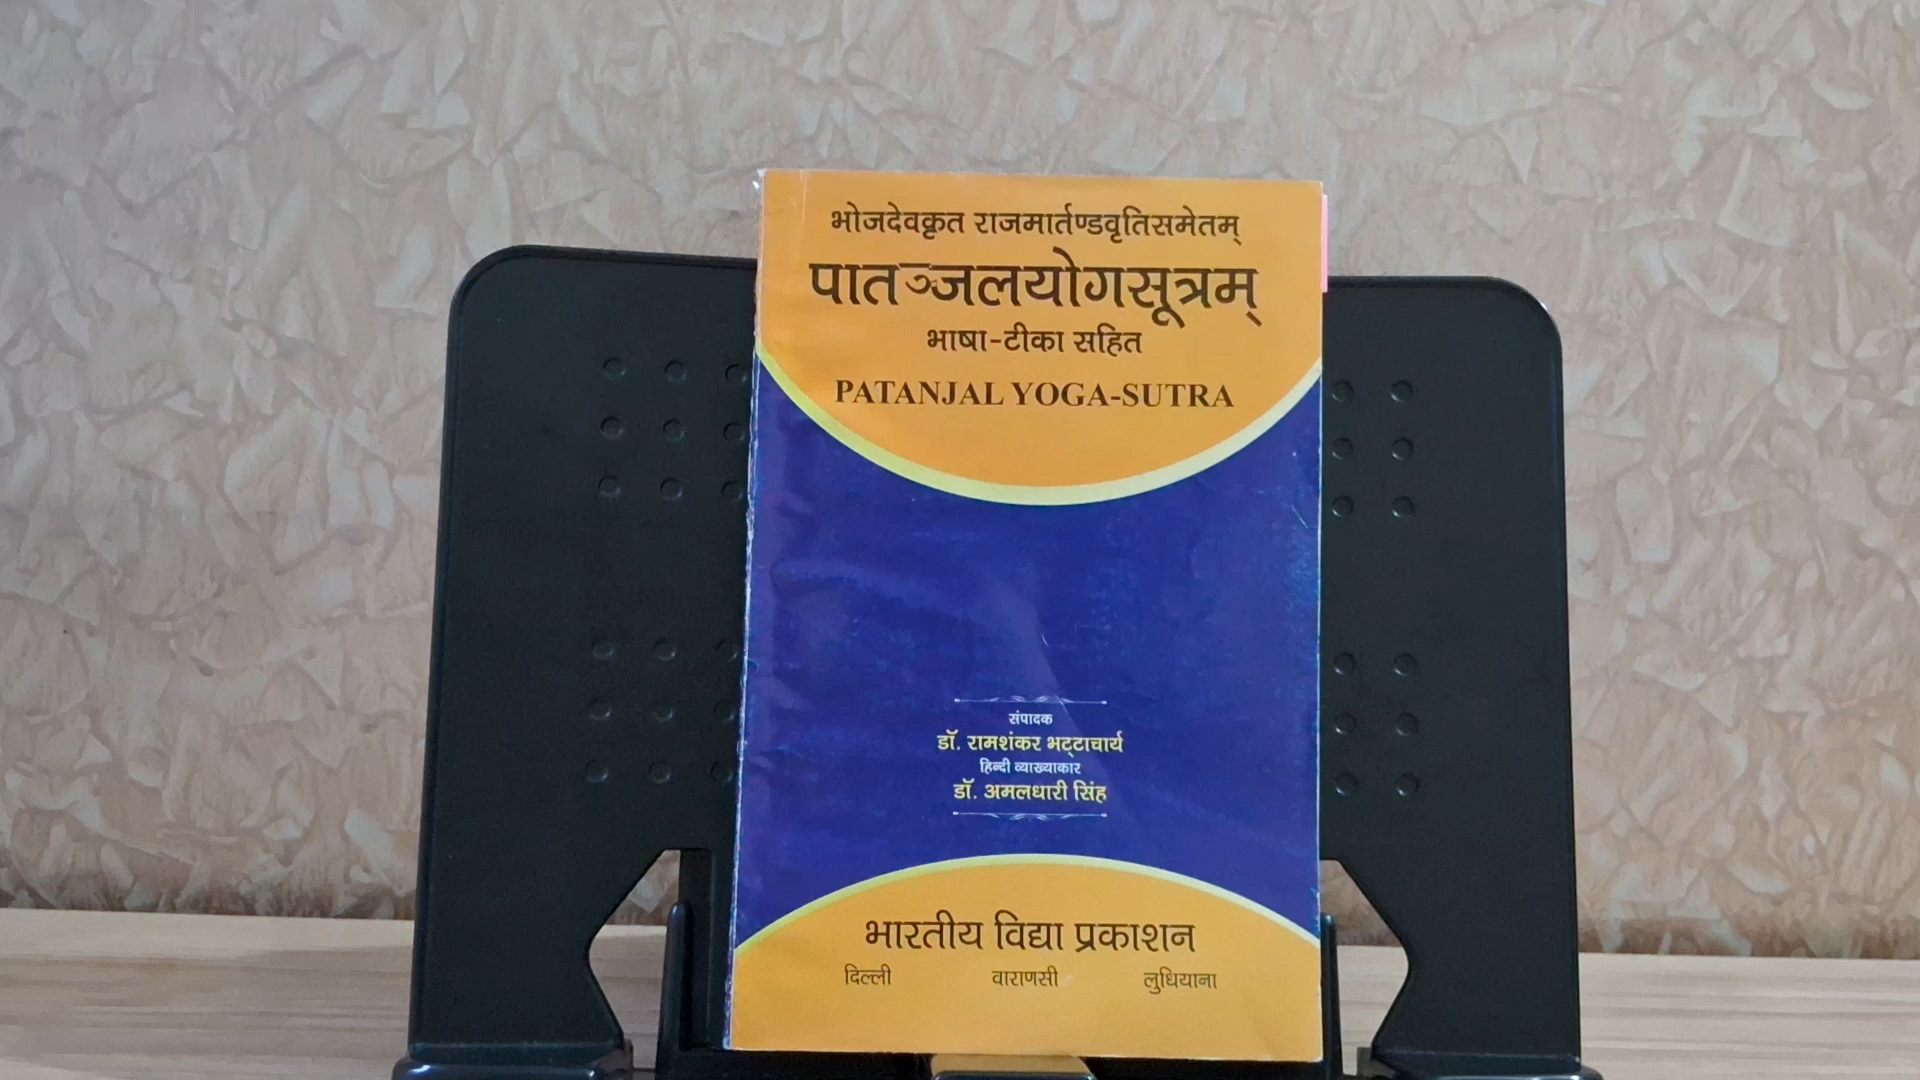 भोजदेवकृत राजमार्तण्डवृतिसमेतम्
पातञ्जलयोगसूत्रम्
भाषा-टीका सहित
PATANJAL YOGA-SUTRA
संपादक
डॉ. रामशंकर भट्टाचार्य
हिन्दी व्याख्याकार
डॉ. अमलधारी सिंह
भारतीय विद्या प्रकाशन
दिल्ली वाराणसी लुधियाना